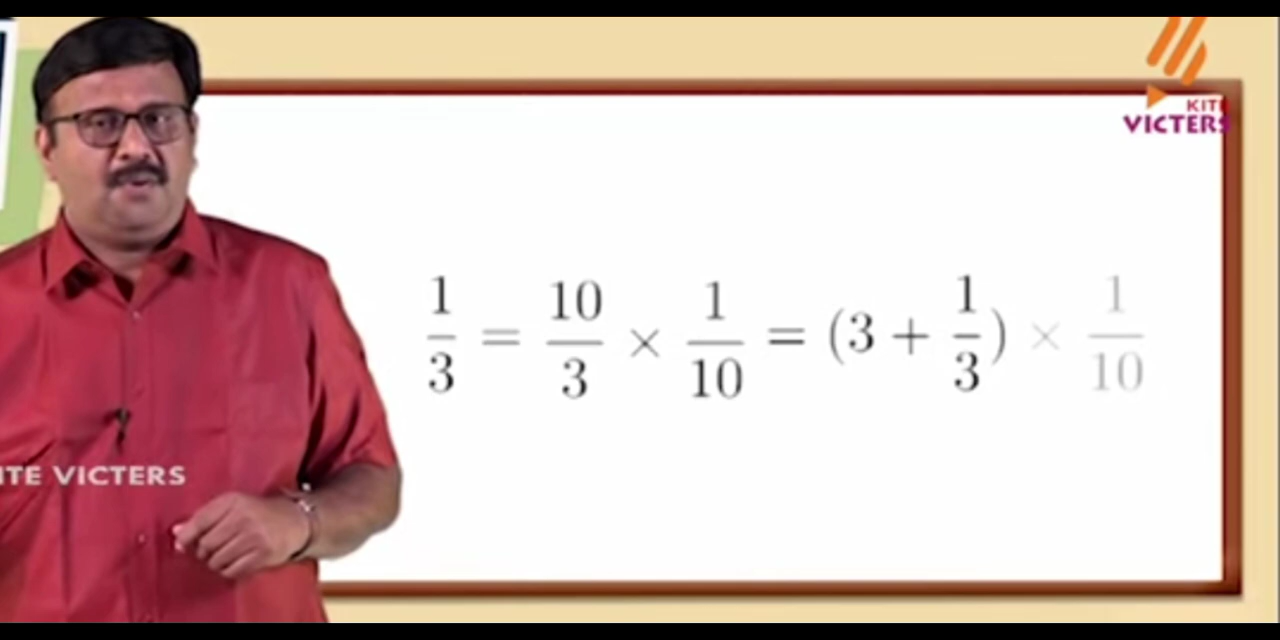 KITE
VICTERS
1/3 = 10/3 × 1/10 = (3 + 1/3) × 1/10
ITE VICTERS